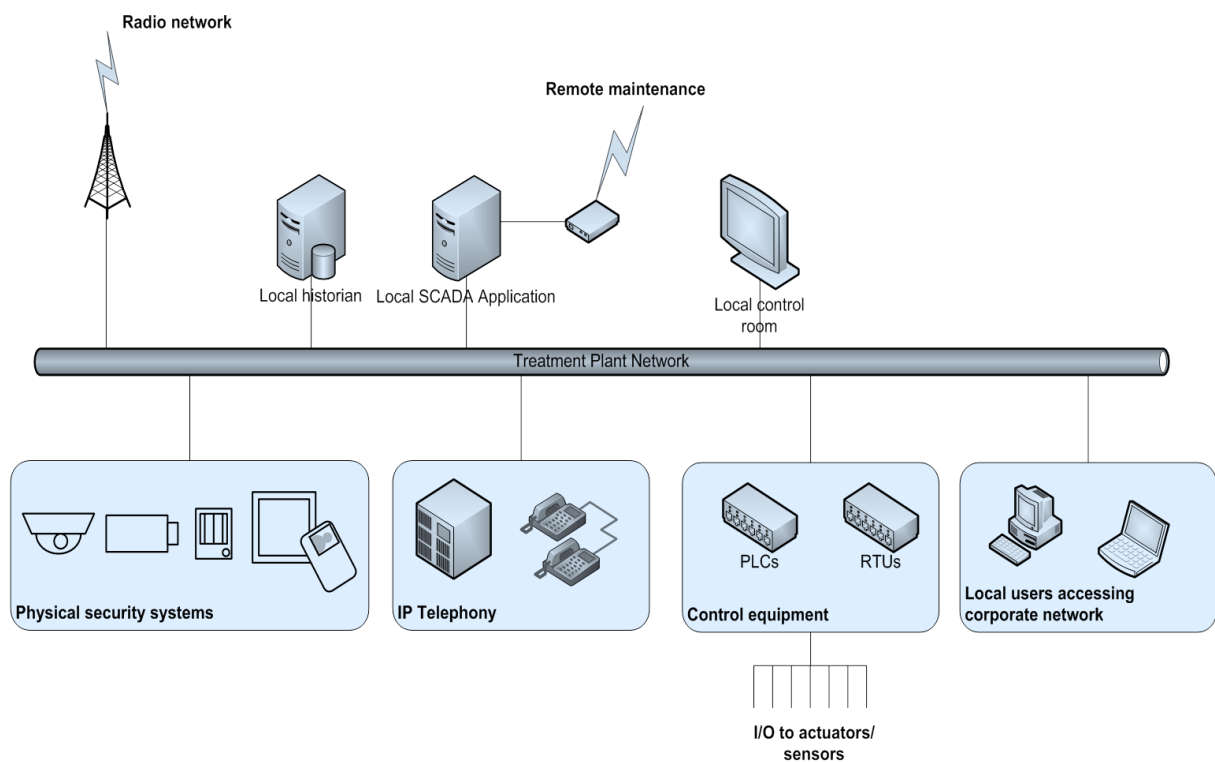 Radio network
Remote maintenance
Local historian
Local SCADA Application
Local control
room
Treatment Plant Network
Physical security systems
IP Telephony
PLCs
RTUs
Control equipment
Local users accessing
corporate network
I/O to actuators/
sensors